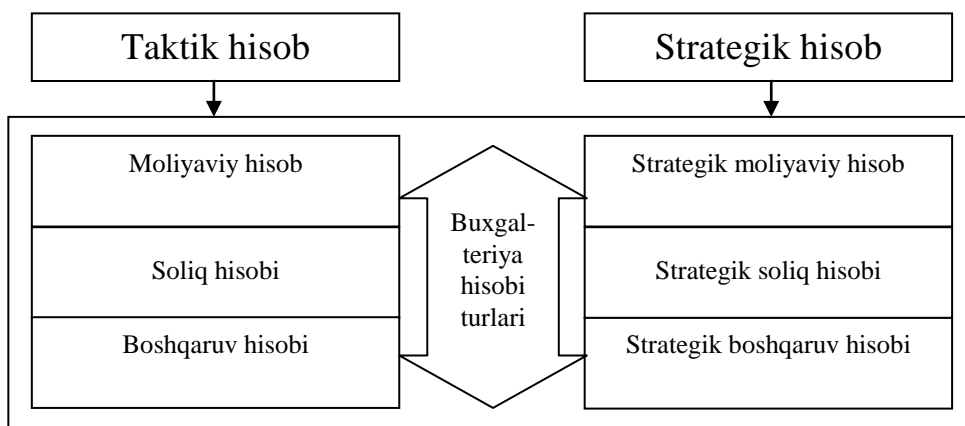 Taktik hisob
Strategik hisob
Moliyaviy hisob
Soliq hisobi
Boshqaruv hisobi
Buxgal-
teriya
hisobi
turlari
Strategik moliyaviy hisob
Strategik soliq hisobi
Strategik boshqaruv hisobi